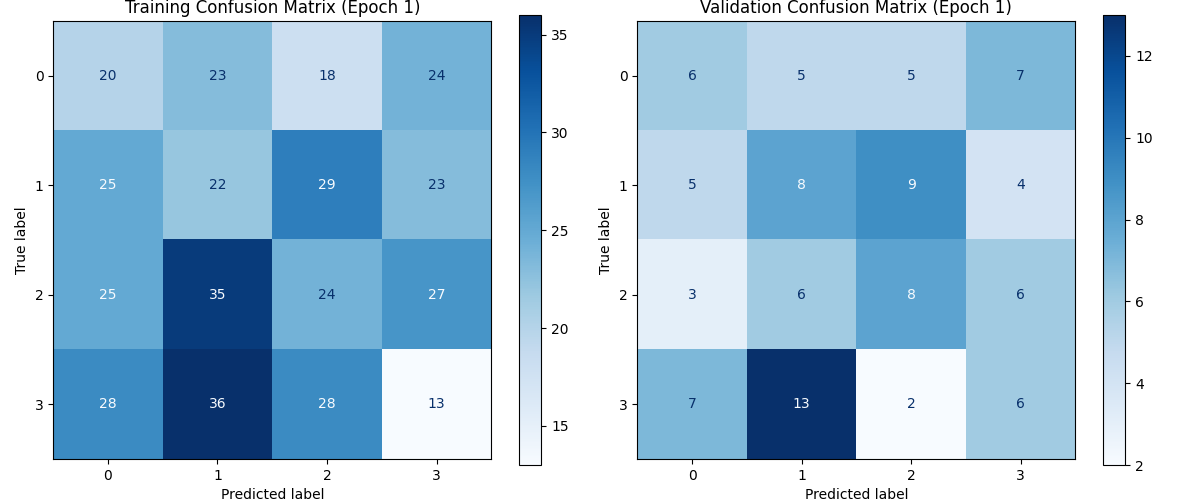 Training Confusion Matrix (Epoch 1)
True label
0 20 23 18 24
1 25 22 29 23
2 25 35 24 27
3 28 36 28 13
0 1 2 3
Predicted label
35
30
25
20
15
Validation Confusion Matrix (Epoch 1)
True label
0 6 5 5 7
1 5 8 9 4
2 3 6 8 6
3 7 13 2 6
0 1 2 3
Predicted label
12
10
8
6
4
2